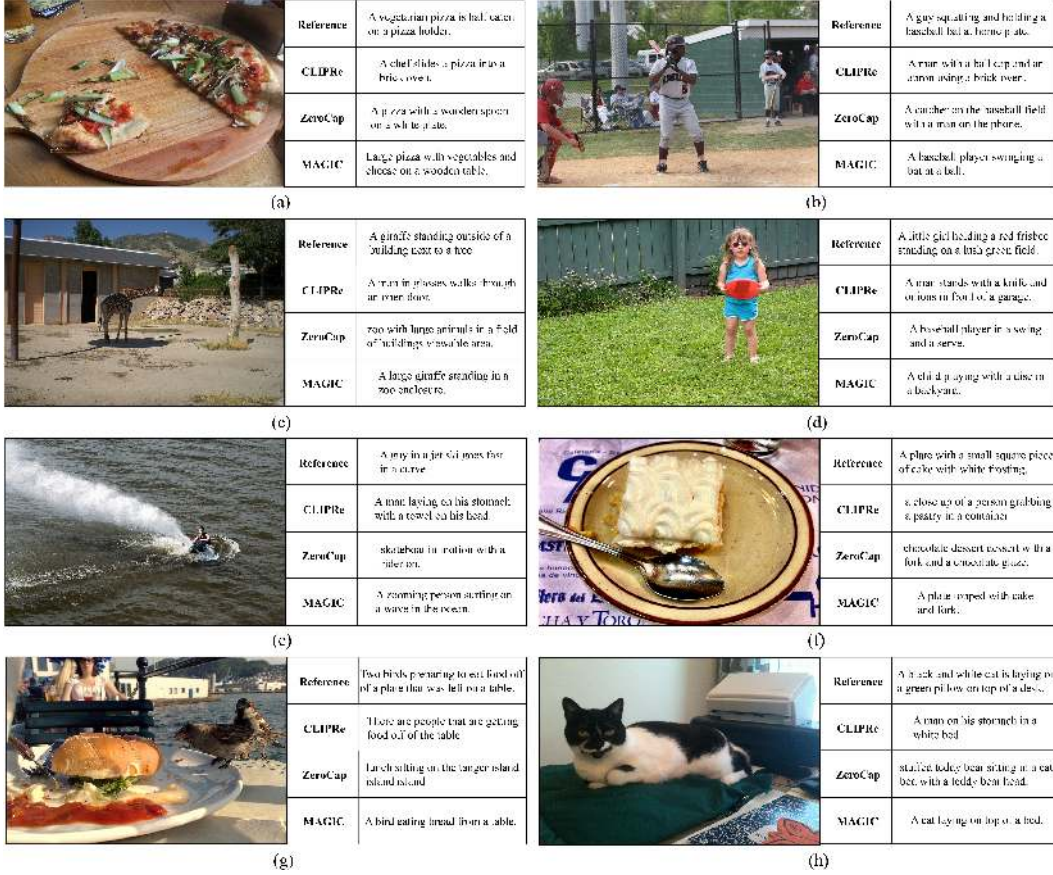 Reference
A vegetarian pizza is half eaten
on a pizza holder.
CLIPRe
A chef slides a pizza into a
brick oven.
ZeroCap
A pizza with a wooden spoon
on a white plate.
MAGIC
Large pizza with vegetables and
cheese on a wooden table.
(a)
Reference
A guy squatting and holding a
baseball bat at home plate.
CLIPRe
A man with a ball cap and an
apron using a brick oven.
ZeroCap
A catcher on the baseball field
with a man on the phone.
MAGIC
A baseball player swinging a
bat at a ball.
(b)
Reference
A giraffe standing outside of a
building next to a tree
CLIPRe
A man in glasses walks through
an open door.
ZeroCap
zoo with large animals in a field
of buildings viewable area.
MAGIC
A large giraffe standing in a
zoo enclosure.
(c)
Reference
A little girl holding a red frisbee
standing on a lush green field.
CLIPRe
A man stands with a knife and
onions in front of a garage.
ZeroCap
A baseball player in a swing
and a serve.
MAGIC
A child playing with a disc in
a backyard.
(d)
Reference
A guy in a jet ski goes fast
in a curve
CLIPRe
A man laying on his stomach
with a towel on his head.
ZeroCap
skateboat in motion with a
rider on.
MAGIC
A zooming person surfing on
a wave in the ocean.
(e)
Reference
A plate with a small square piece
of cake with white frosting.
CLIPRe
a close up of a person grabbing
a pastry in a container
ZeroCap
chocolate dessert dessert with a
fork and a chocolate glaze.
MAGIC
A plate topped with cake
and fork.
(f)
Reference
Two birds preparing to eat food off
of a plate that was left on a table.
CLIPRe
There are people that are getting
food off of the table
ZeroCap
lunch sitting on the tanger island
island island
MAGIC
A bird eating bread from a table.
(g)
Reference
A black and white cat is laying on
a green pillow on top of a desk.
CLIPRe
A man on his stomach in a
white bed
ZeroCap
stuffed teddy bear sitting in a cat
bed with a teddy bear head.
MAGIC
A cat laying on top of a bed.
(h)